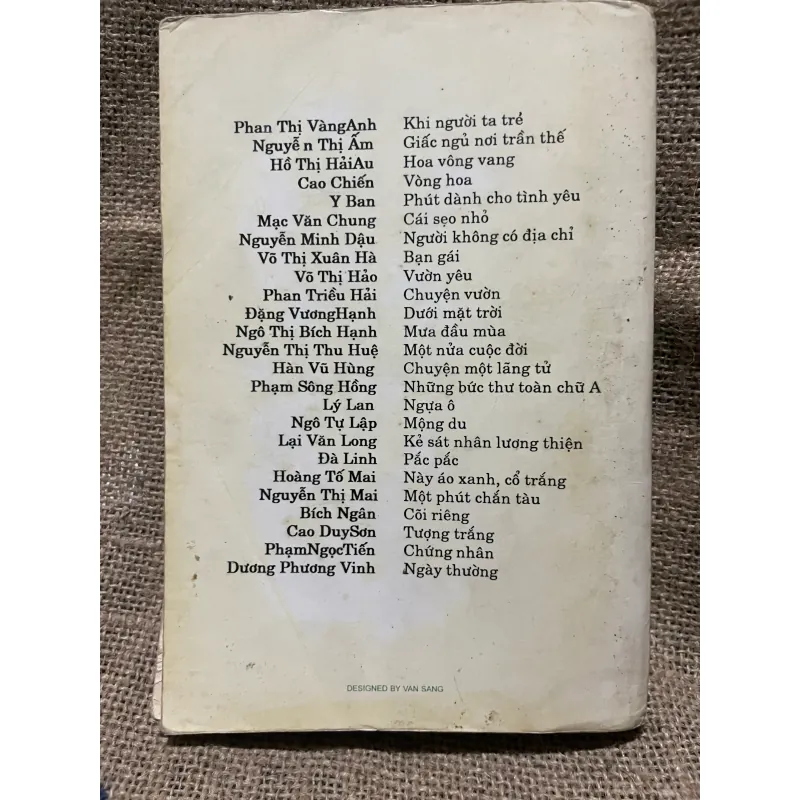 Phan Thị VàngAnh Khi người ta trẻ
Nguyễn Thị Ấm Giấc ngủ nơi trần thế
Hồ Thị HảiAu Hoa vông vang
Cao Chiến Vòng hoa
Y Ban Phút dành cho tình yêu
Mạc Văn Chung Cái sẹo nhỏ
Nguyễn Minh Dậu Người không có địa chỉ
Võ Thị Xuân Hà Bạn gái
Võ Thị Hảo Vườn yêu
Phan Triều Hải Chuyện vườn
Đặng VươngHạnh Dưới mặt trời
Ngô Thị Bích Hạnh Mưa đầu mùa
Nguyễn Thị Thu Huệ Một nửa cuộc đời
Hàn Vũ Hùng Chuyện một lãng tử
Phạm Sông Hồng Những bức thư toàn chữ A
Lý Lan Ngựa ô
Ngô Tự Lập Mộng du
Lại Văn Long Kẻ sát nhân lương thiện
Đà Linh Pắc pắc
Hoàng Tố Mai Này áo xanh, cổ trắng
Nguyễn Thị Mai Một phút chắn tàu
Bích Ngân Cõi riêng
Cao DuySơn Tượng trắng
PhạmNgọcTiến Chứng nhân
Dương Phương Vinh Ngày thường
DESIGNED BY VAN SANG